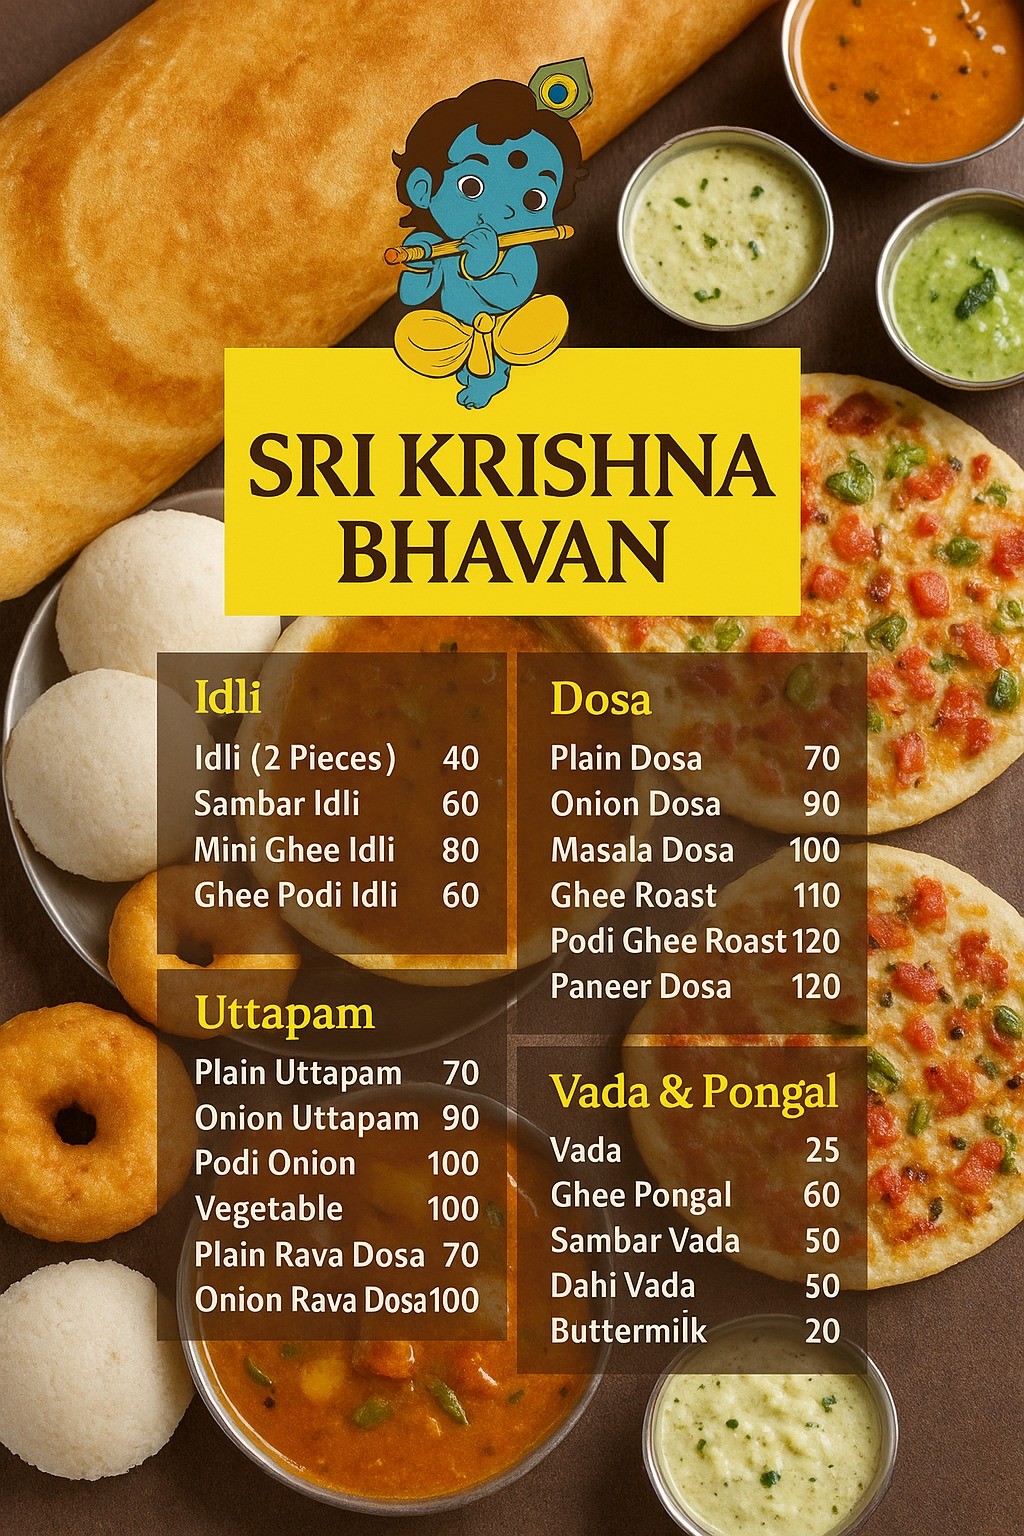 SRI KRISHNA
BHAVAN
Idli
Idli (2 Pieces) 40
Sambar Idli 60
Mini Ghee Idli 80
Ghee Podi Idli 60
Uttapam
Plain Uttapam 70
Onion Uttapam 90
Podi Onion 100
Vegetable 100
Plain Rava Dosa 70
Onion Rava Dosa 100
Dosa
Plain Dosa 70
Onion Dosa 90
Masala Dosa 100
Ghee Roast 110
Podi Ghee Roast 120
Paneer Dosa 120
Vada & Pongal
Vada 25
Ghee Pongal 60
Sambar Vada 50
Dahi Vada 50
Buttermilk 20